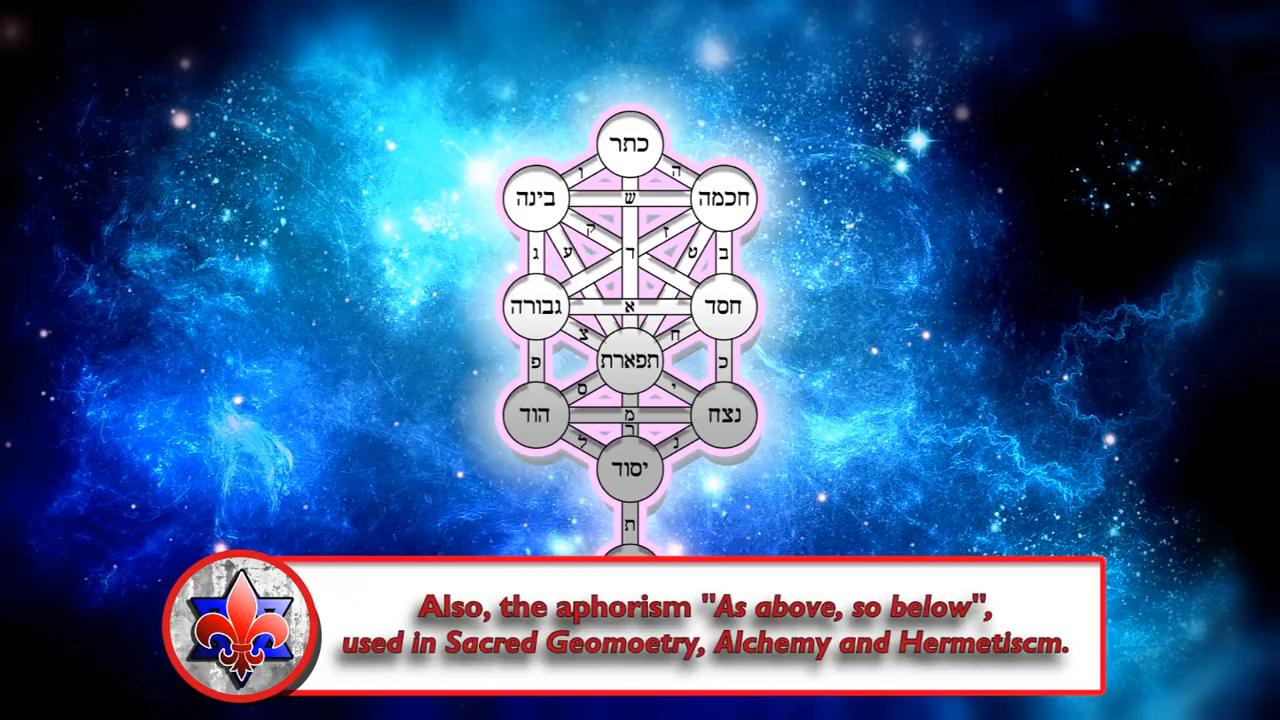 כתר
ו ה
בינה ש חכמה
ק ז
ג ע ד ט ב
גבורה א חסד
צ ח
פ תפארת כ
ס י
הוד מ נצח
ר
ל נ
יסוד
ת
Also, the aphorism "As above, so below",
used in Sacred Geomoetry, Alchemy and Hermetiscm.